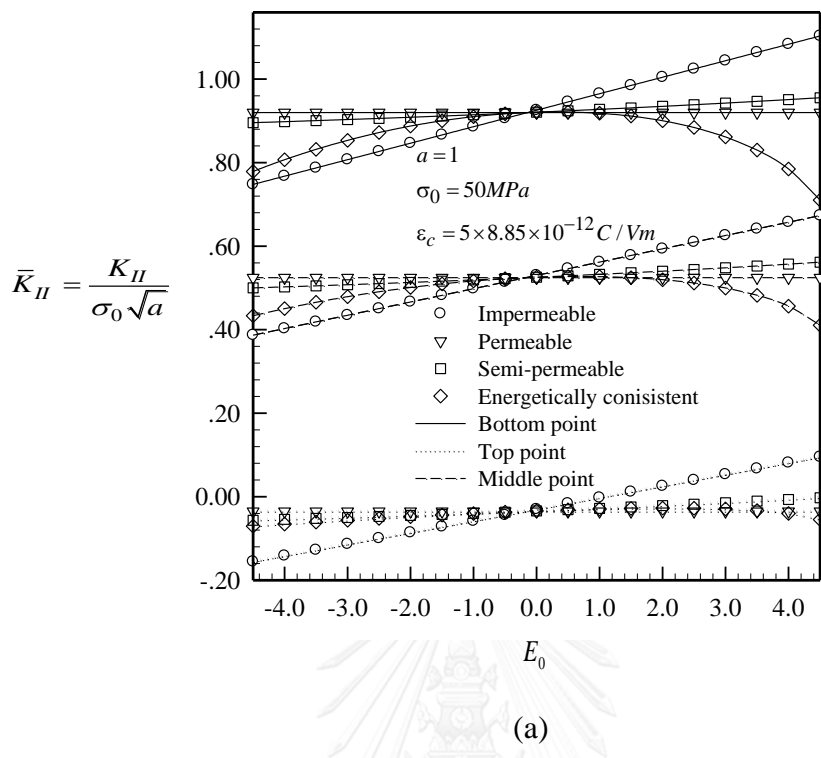 1.00
.80
.60
.40
.20
0.00
-.20
K̄_II = K_II / σ_0 √a
a = 1
σ_0 = 50MPa
ε_c = 5×8.85×10^-12 C / Vm
Impermeable
Permeable
Semi-permeable
Energetically conisistent
Bottom point
Top point
Middle point
-4.0 -3.0 -2.0 -1.0 0.0 1.0 2.0 3.0 4.0
E_0
(a)